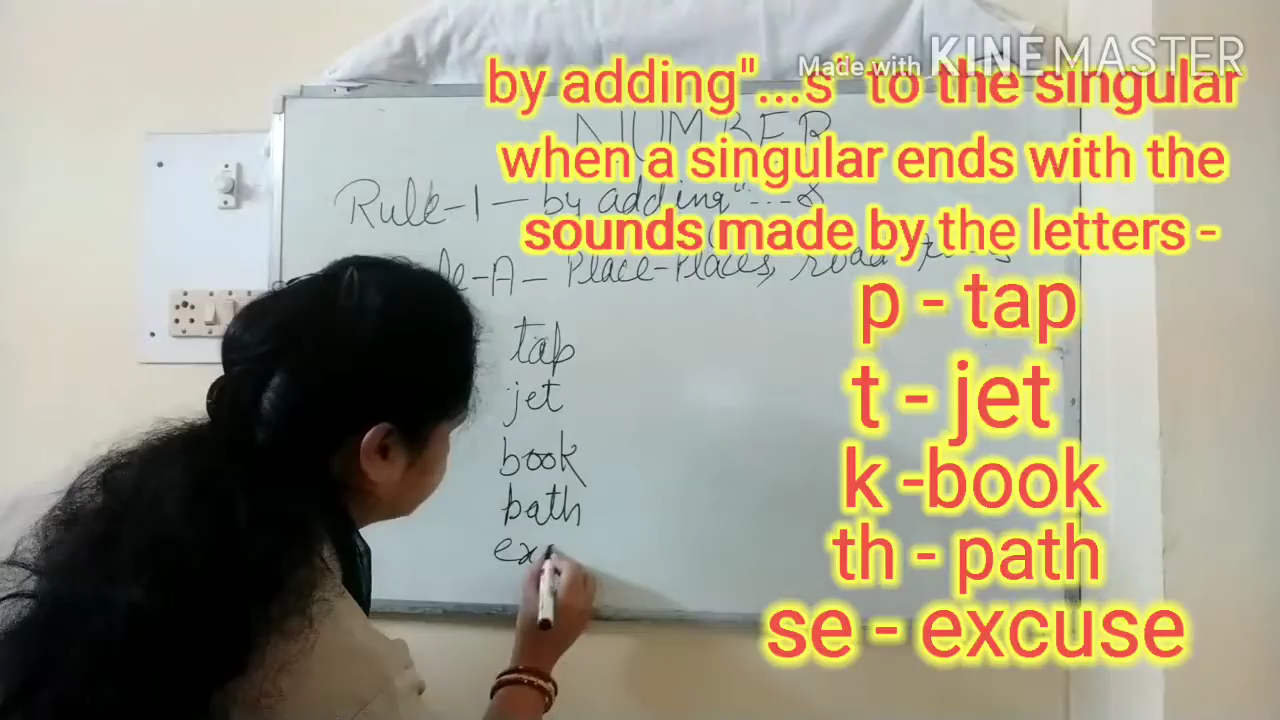 Made with KINEMASTER
by adding"...s" to the singular
when a singular ends with the
sounds made by the letters -
p - tap
t - jet
k -book
th - path
se - excuse
NUMBER
Rule-1 - by adding"...s
-A- Place-Places, road
tap
jet
book
bath
ex